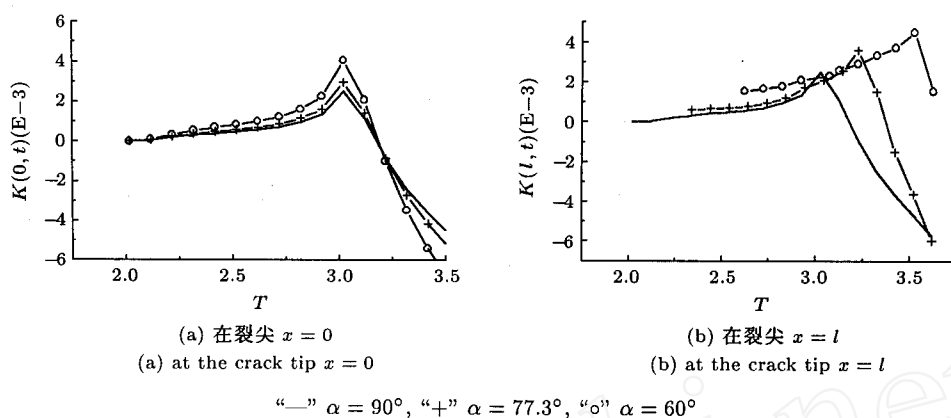 6
4
2
0
−2
−4
−6
K(0,t)(E−3)
2.0 2.5 3.0 3.5
T
(a) 在裂尖 x = 0
(a) at the crack tip x = 0
4
2
0
−2
−4
−6
K(l,t)(E−3)
2.0 2.5 3.0 3.5
T
(b) 在裂尖 x = l
(b) at the crack tip x = l
“—” α = 90°, “+” α = 77.3°, “o” α = 60°